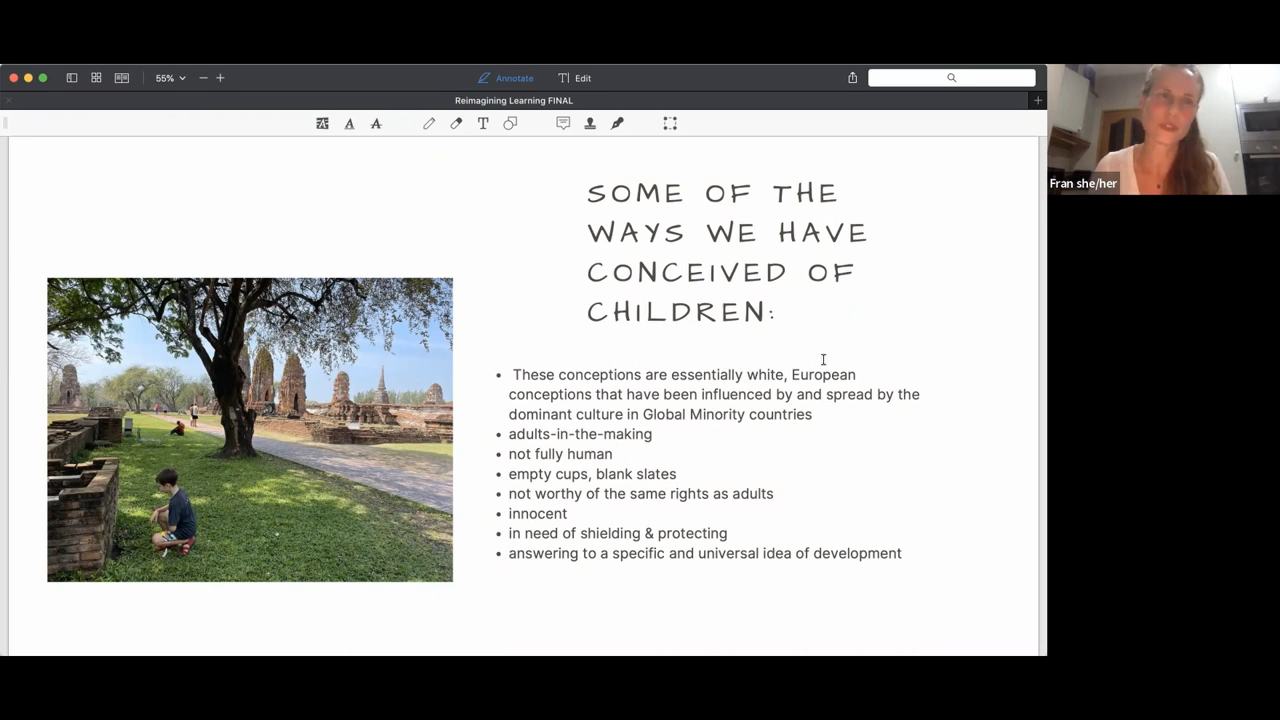 55%
Annotate
Edit
Reimagining Learning FINAL
SOME OF THE
WAYS WE HAVE
CONCEIVED OF
CHILDREN:
• These conceptions are essentially white, European
conceptions that have been influenced by and spread by the
dominant culture in Global Minority countries
• adults-in-the-making
• not fully human
• empty cups, blank slates
• not worthy of the same rights as adults
• innocent
• in need of shielding & protecting
• answering to a specific and universal idea of development
Fran she/her